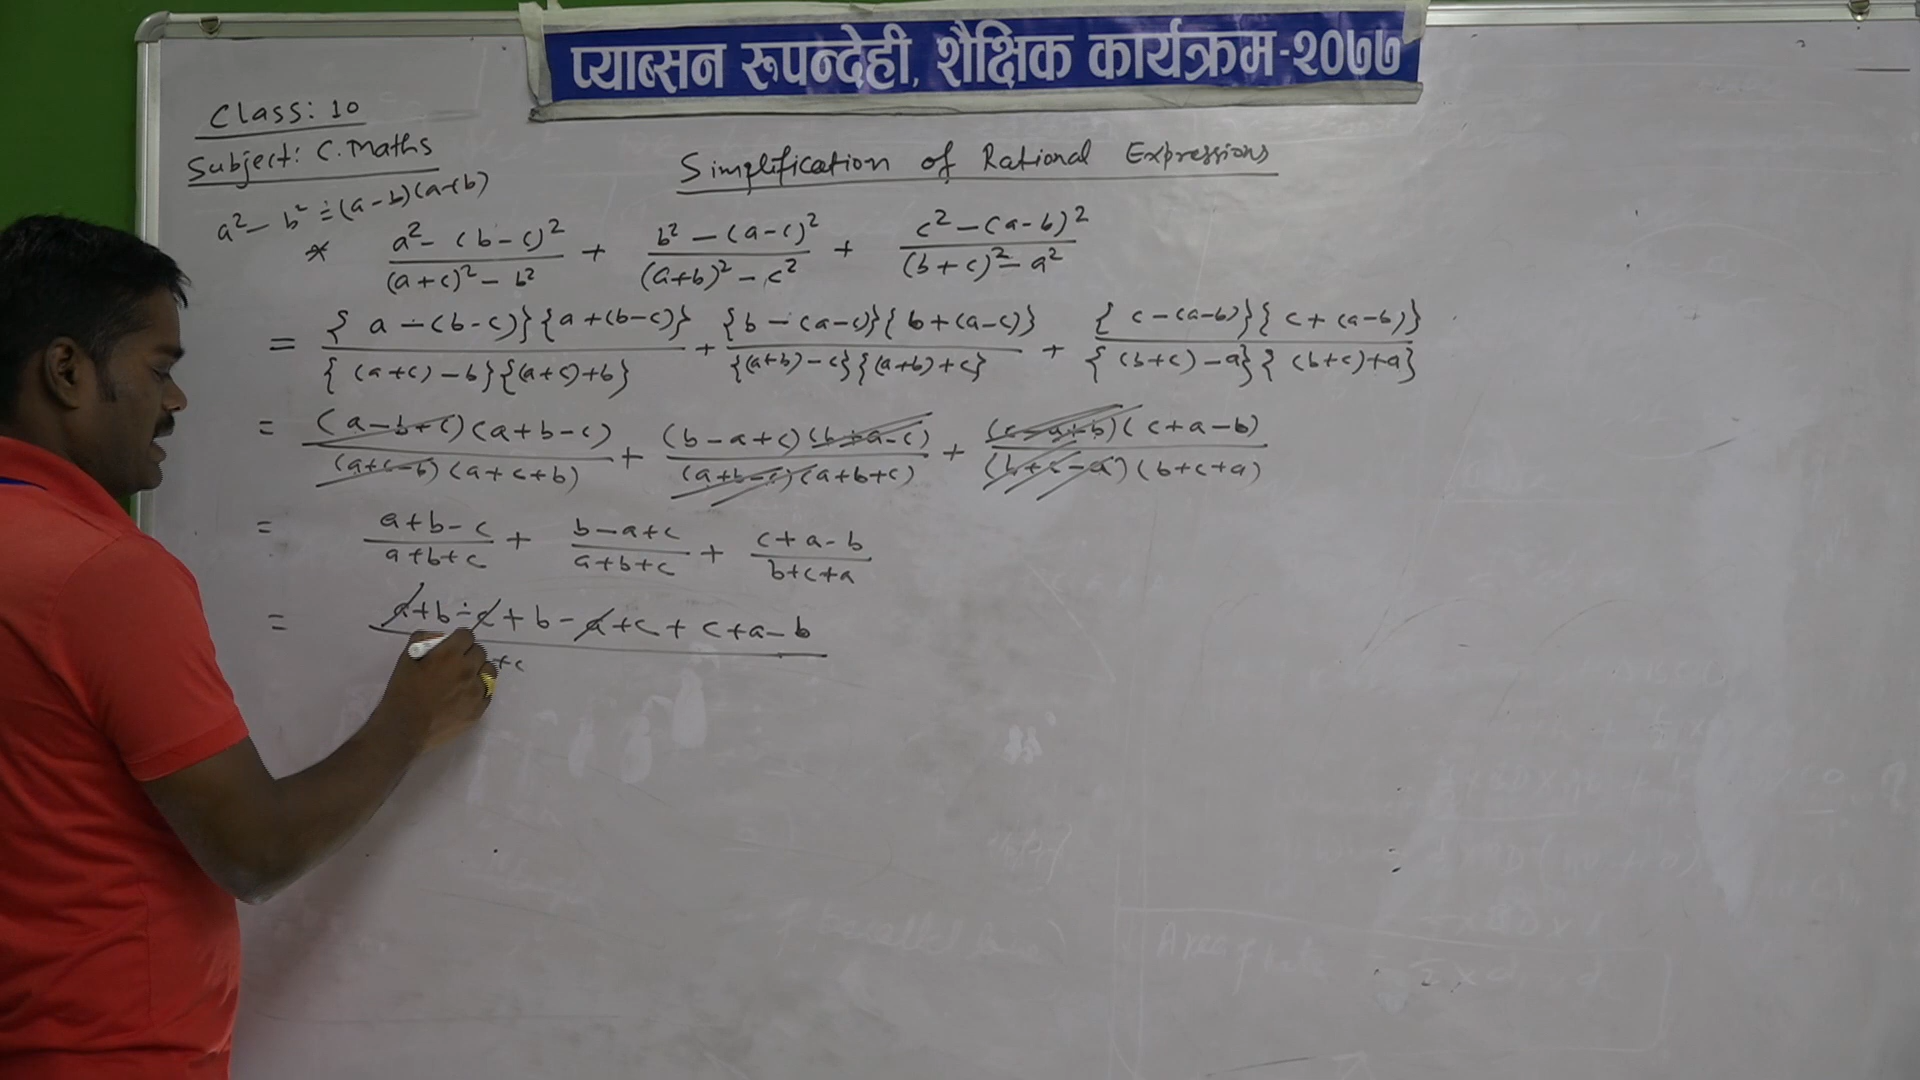 प्याब्सन रुपन्देही, शैक्षिक कार्यक्रम-२०७७
Class: 10
Subject: C. Maths
Simplification of Rational Expressions
a² - b² = (a-b)(a+b)
* a² - (b-c)² / (a+c)² - b² + b² - (a-c)² / (a+b)² - c² + c² - (a-b)² / (b+c)² - a²
= {a-(b-c)}{a+(b-c)} / {(a+c)-b}{(a+c)+b} + {b-(a-c)}{b+(a-c)} / {(a+b)-c}{(a+b)+c} + {c-(a-b)}{c+(a-b)} / {(b+c)-a}{(b+c)+a}
= (a-b+c)(a+b-c) / (a+c-b)(a+c+b) + (b-a+c)(b+a-c) / (a+b-c)(a+b+c) + (c-a+b)(c+a-b) / (b+c-a)(b+c+a)
= a+b-c / a+b+c + b-a+c / a+b+c + c+a-b / b+c+a
= a+b-c+b-a+c+c+a-b / +c